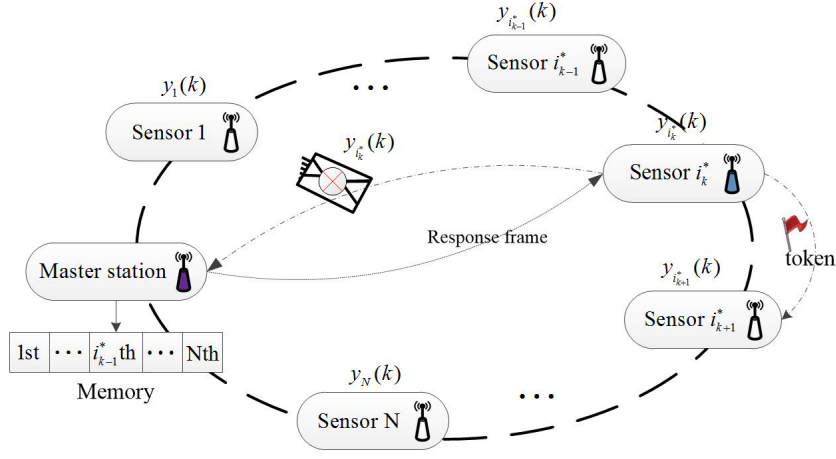 y_{i^*_{k-1}}(k)
Sensor i^*_{k-1}
y_1(k)
Sensor 1
...
y_{i^*_k}(k)
y_{i^*_k}(k)
Sensor i^*_k
Response frame
token
Master station
y_{i^*_{k+1}}(k)
Sensor i^*_{k+1}
1st ... i^*_{k-1}th ... Nth
Memory
y_N(k)
...
Sensor N